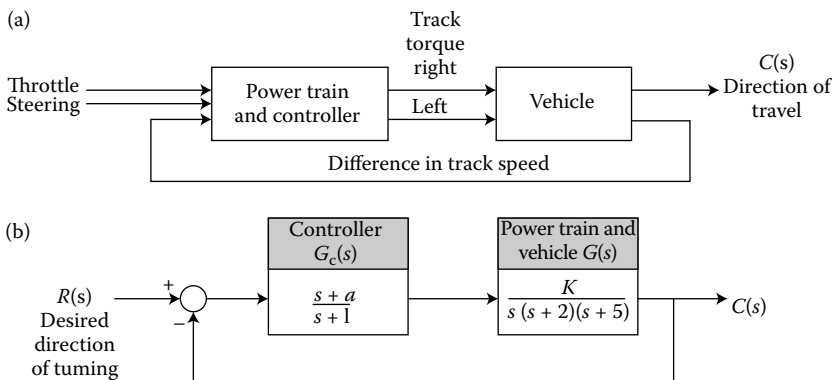 (a)
Track
torque
right
Throttle
Steering
Power train
and controller
Left
Vehicle
C(s)
Direction of
travel
Difference in track speed
(b)
Controller
Gc(s)
Power train and
vehicle G(s)
R(s)
Desired
direction
of tuming
+
−
s + a
s + 1
K
s (s + 2)(s + 5)
C(s)